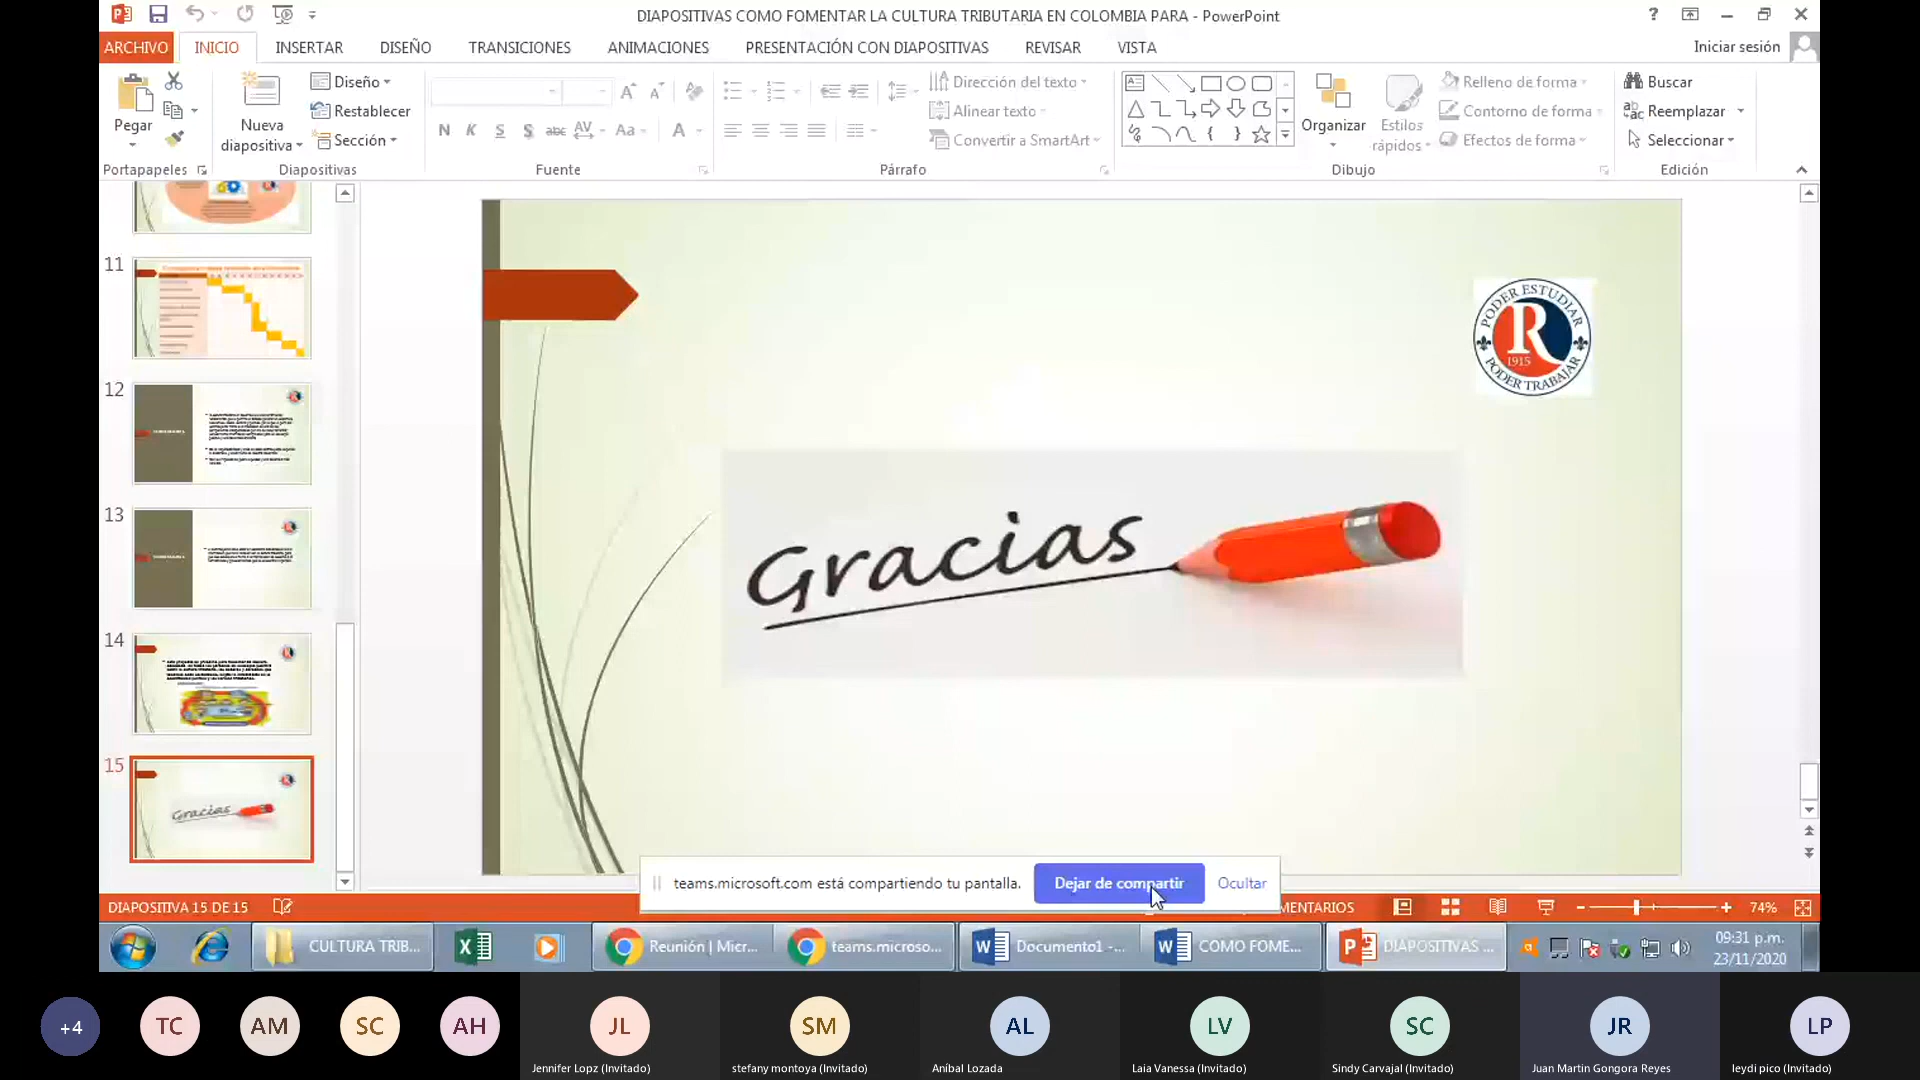 DIAPOSITIVAS COMO FOMENTAR LA CULTURA TRIBUTARIA EN COLOMBIA PARA - PowerPoint
ARCHIVO INICIO INSERTAR DISEÑO TRANSICIONES ANIMACIONES PRESENTACIÓN CON DIAPOSITIVAS REVISAR VISTA Iniciar sesión
Diseño Dirección del texto Relleno de forma Buscar
Restablecer Alinear texto Contorno de forma Reemplazar
Pegar Nueva diapositiva Organizar Estilos rápidos
Sección N K S S abc AV Aa A Convertir a SmartArt Efectos de forma Seleccionar
Portapapeles Diapositivas Fuente Párrafo Dibujo Edición
11
12
13
14
15
Gracias
PODER ESTUDIAR
R
1915
PODER TRABAJAR
Gracias
teams.microsoft.com está compartiendo tu pantalla. Dejar de compartir Ocultar
DIAPOSITIVA 15 DE 15 MENTARIOS 74%
CULTURA TRIB... Reunión | Micr... teams.microso... Documento1 -... COMO FOME... DIAPOSITIVAS ... 09:31 p.m.
23/11/2020
+4 TC AM SC AH JL SM AL LV SC JR LP
Jennifer Lopz (Invitado) stefany montoya (Invitado) Aníbal Lozada Laia Vanessa (Invitado) Sindy Carvajal (Invitado) Juan Martin Gongora Reyes leydi pico (Invitado)